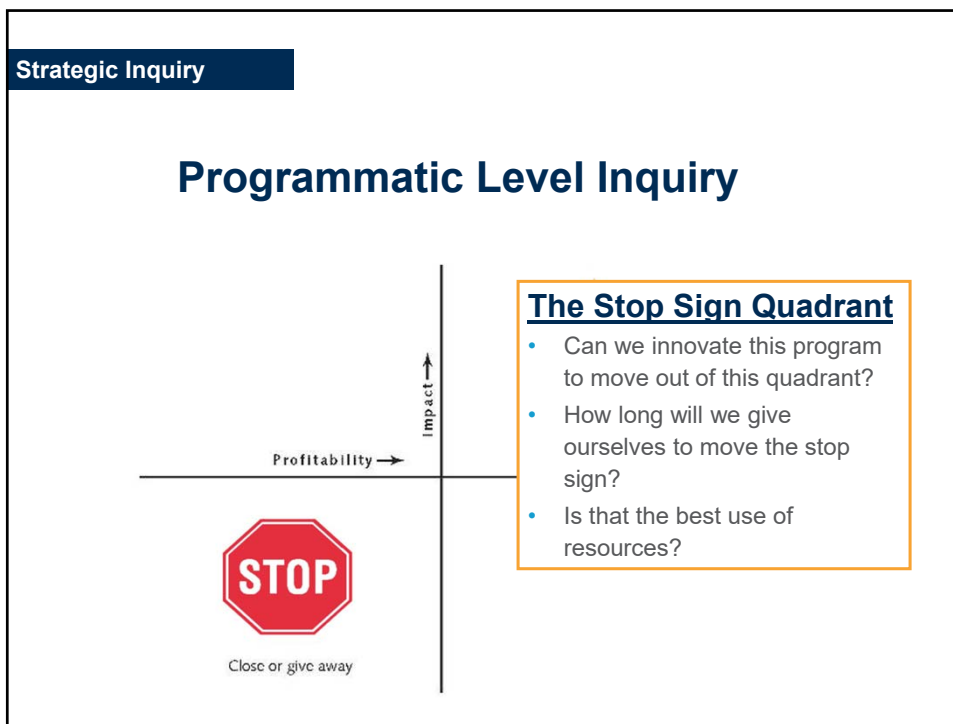 Strategic Inquiry
Programmatic Level Inquiry
The Stop Sign Quadrant
• Can we innovate this program
to move out of this quadrant?
• How long will we give
ourselves to move the stop
sign?
• Is that the best use of
resources?
Impact
Profitability
STOP
Close or give away